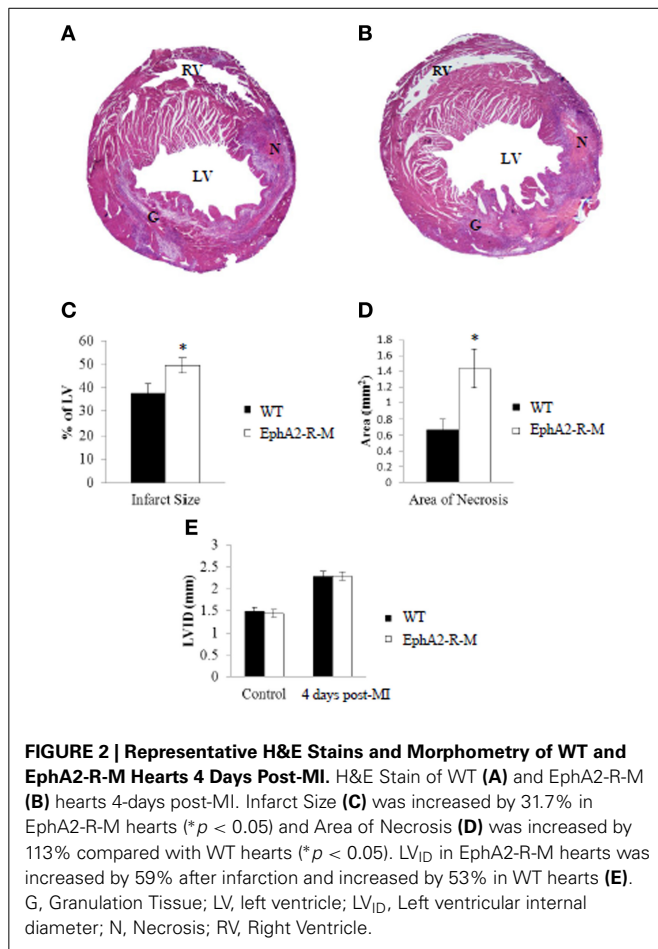 A
B
RV
RV
N
N
LV
LV
G
G
C
D
60
50
40
30
20
10
0
% of LV
*
Infarct Size
WT
EphA2-R-M
1.8
1.6
1.4
1.2
1
0.8
0.6
0.4
0.2
0
Area (mm²)
*
Area of Necrosis
WT
EphA2-R-M
E
3
2.5
2
1.5
1
0.5
0
LVID (mm)
Control
4 days post-MI
WT
EphA2-R-M
FIGURE 2 | Representative H&E Stains and Morphometry of WT and
EphA2-R-M Hearts 4 Days Post-MI. H&E Stain of WT (A) and EphA2-R-M
(B) hearts 4-days post-MI. Infarct Size (C) was increased by 31.7% in
EphA2-R-M hearts (*p < 0.05) and Area of Necrosis (D) was increased by
113% compared with WT hearts (*p < 0.05). LVID in EphA2-R-M hearts was
increased by 59% after infarction and increased by 53% in WT hearts (E).
G, Granulation Tissue; LV, left ventricle; LVID, Left ventricular internal
diameter; N, Necrosis; RV, Right Ventricle.